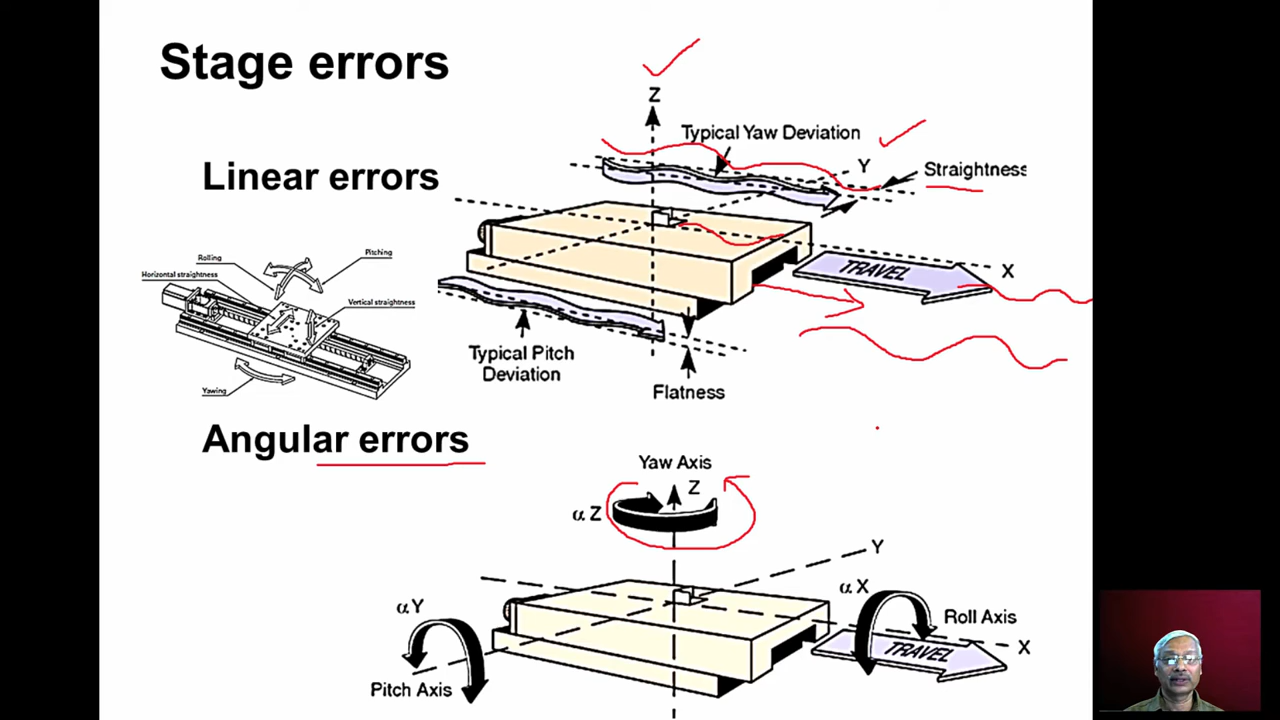 Stage errors
Z
Typical Yaw Deviation
Y
Straightness
Linear errors
Rolling
Pitching
Horizontal straightness
Vertical straightness
TRAVEL
X
Typical Pitch
Deviation
Flatness
Yawing
Angular errors
Yaw Axis
Z
α Z
Y
α Y
α X
Roll Axis
TRAVEL
X
Pitch Axis